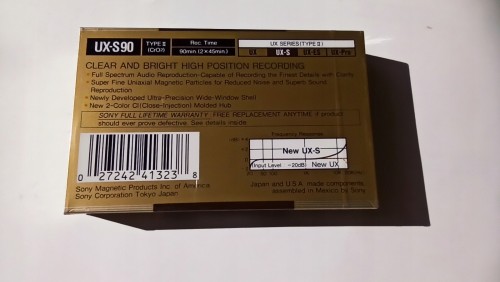 UX-S90 TYPE II Rec. Time UX SERIES (TYPE II)
90min (2×45min) UX UX-S UX-ES UX-Pro
CLEAR AND BRIGHT HIGH POSITION RECORDING
• Full Spectrum Audio Reproduction-Capable of Recording the Finest Details with Clarity
• Super Fine Uniaxial Magnetic Particles for Reduced Noise and Superb Sound
Reproduction
• Newly Developed Ultra-Precision Wide-Window Shell
• New 2-Color CI (Close-Injection) Molded Hub
SONY FULL LIFETIME WARRANTY: FREE REPLACEMENT ANYTIME if product
should ever prove defective. See details inside.
Frequency Response
New UX-S
Input Level -20dB New UX
0 27242 41323 8
Sony Magnetic Products Inc. of America
Sony Corporation Tokyo Japan
Japan and U.S.A. made components,
assembled in Mexico by Sony